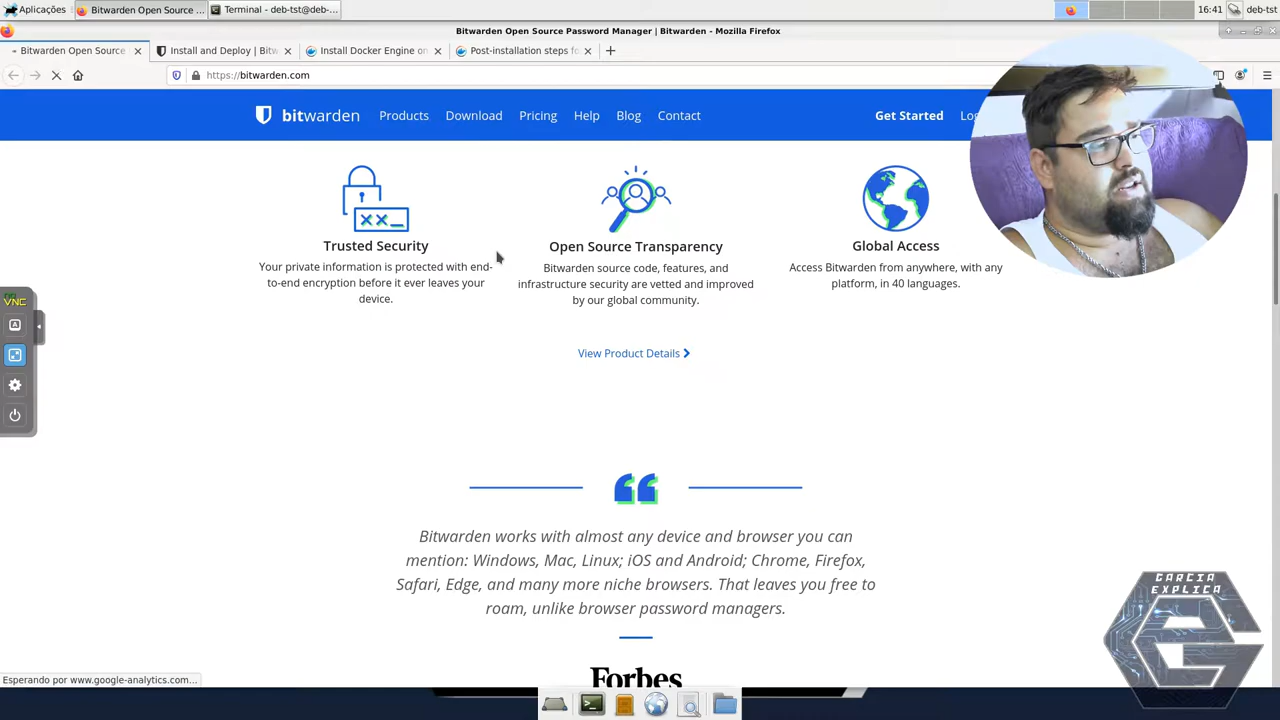 Aplicações
Bitwarden Open Source ...
Terminal - deb-tst@deb-...
16:41
deb-tst
Bitwarden Open Source Password Manager | Bitwarden - Mozilla Firefox
Bitwarden Open Source
Install and Deploy | Bitw
Install Docker Engine on
Post-installation steps fo
https://bitwarden.com
bitwarden
Products
Download
Pricing
Help
Blog
Contact
Get Started
Log
Trusted Security
Open Source Transparency
Global Access
Your private information is protected with end-
to-end encryption before it ever leaves your
device.
Bitwarden source code, features, and
infrastructure security are vetted and improved
by our global community.
Access Bitwarden from anywhere, with any
platform, in 40 languages.
VNC
A
View Product Details
Bitwarden works with almost any device and browser you can
mention: Windows, Mac, Linux; iOS and Android; Chrome, Firefox,
Safari, Edge, and many more niche browsers. That leaves you free to
roam, unlike browser password managers.
Forbes
GARCIA
EXPLICA
Esperando por www.google-analytics.com...